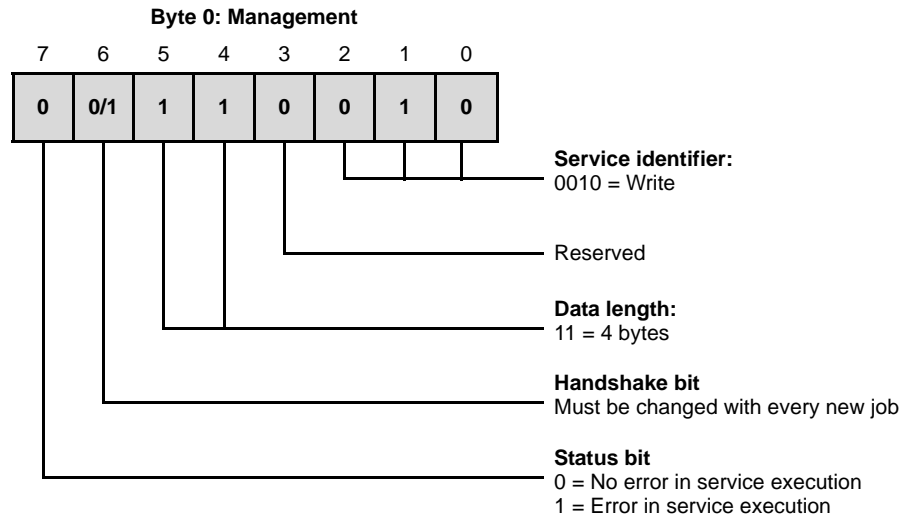 Byte 0: Management
7 6 5 4 3 2 1 0
0 0/1 1 1 0 0 1 0
Service identifier:
0010 = Write
Reserved
Data length:
11 = 4 bytes
Handshake bit
Must be changed with every new job
Status bit
0 = No error in service execution
1 = Error in service execution